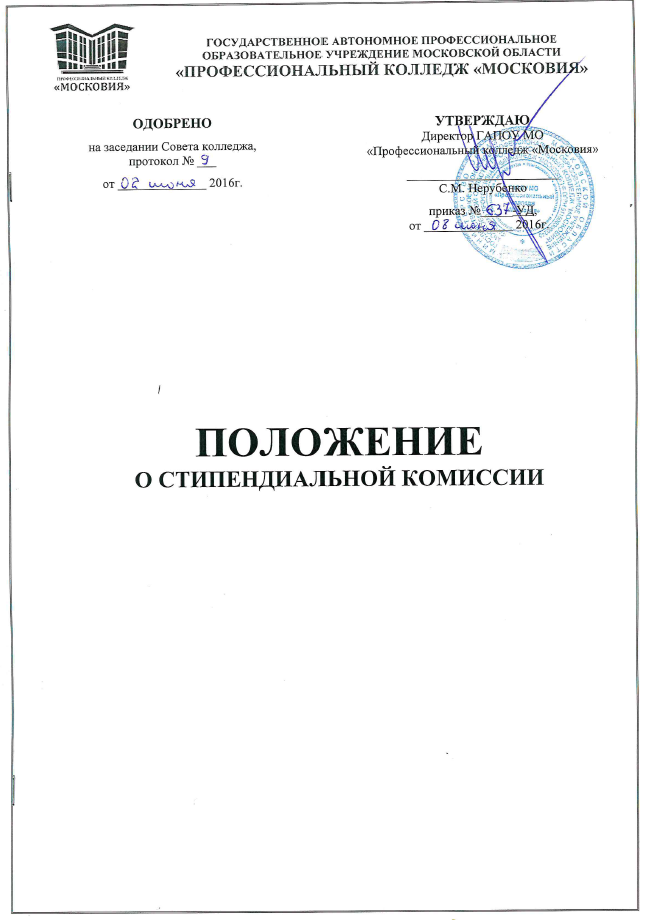 ПРОФЕССИОНАЛЬНЫЙ КОЛЛЕДЖ
«МОСКОВИЯ»
ГОСУДАРСТВЕННОЕ АВТОНОМНОЕ ПРОФЕССИОНАЛЬНОЕ
ОБРАЗОВАТЕЛЬНОЕ УЧРЕЖДЕНИЕ МОСКОВСКОЙ ОБЛАСТИ
«ПРОФЕССИОНАЛЬНЫЙ КОЛЛЕДЖ «МОСКОВИЯ»
ОДОБРЕНО
на заседании Совета колледжа,
протокол № 9
от 02 июня 2016г.
УТВЕРЖДАЮ
Директор ГАПОУ МО
«Профессиональный колледж «Московия»
С.М. Нерубенко
приказ № 637 УД,
от 08 июня 2016г.
ПОЛОЖЕНИЕ
О СТИПЕНДИАЛЬНОЙ КОМИССИИ